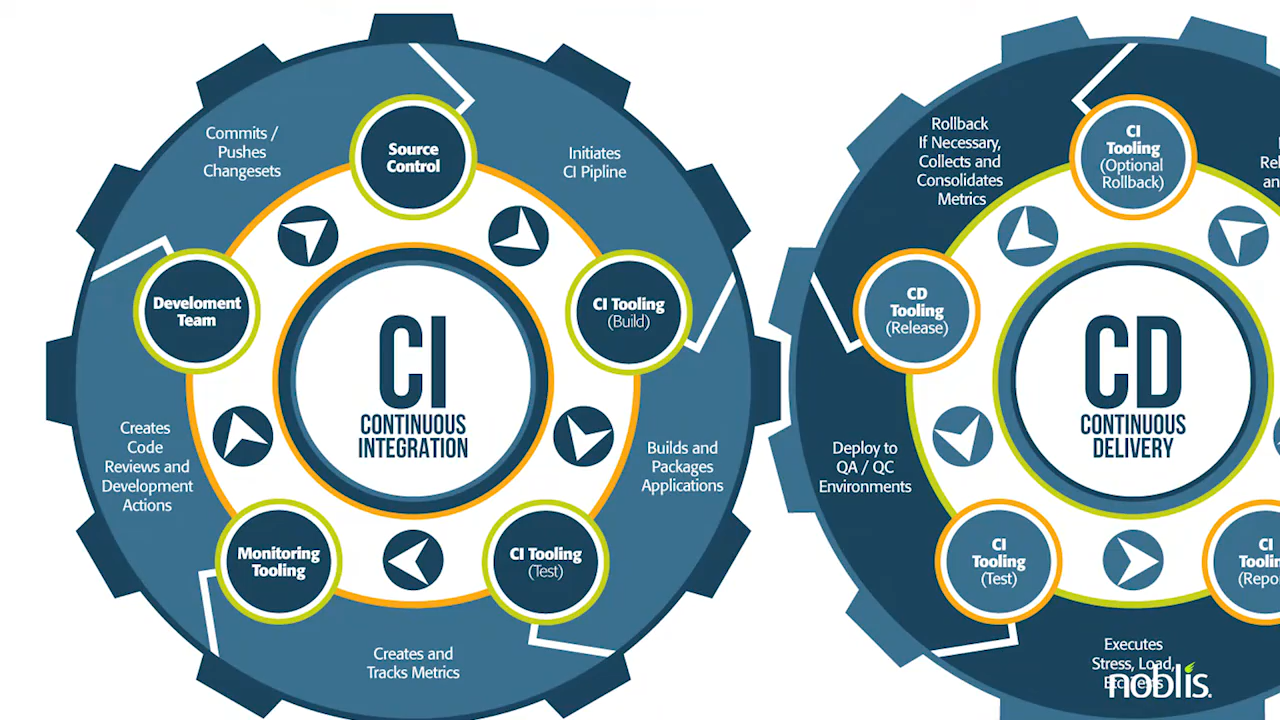 Commits /
Pushes
Changesets
Source
Control
Initiates
CI Pipline
Develoment
Team
CI Tooling
(Build)
CI
CONTINUOUS
INTEGRATION
Creates
Code
Reviews and
Development
Actions
Builds and
Packages
Applications
Monitoring
Tooling
CI Tooling
(Test)
Creates and
Tracks Metrics
Rollback
If Necessary,
Collects and
Consolidates
Metrics
CI
Tooling
(Optional
Rollback)
CD
Tooling
(Release)
CD
CONTINUOUS
DELIVERY
Deploy to
QA / QC
Environments
CI
Tooling
(Test)
CI
Executes
Stress, Load,
noblis.